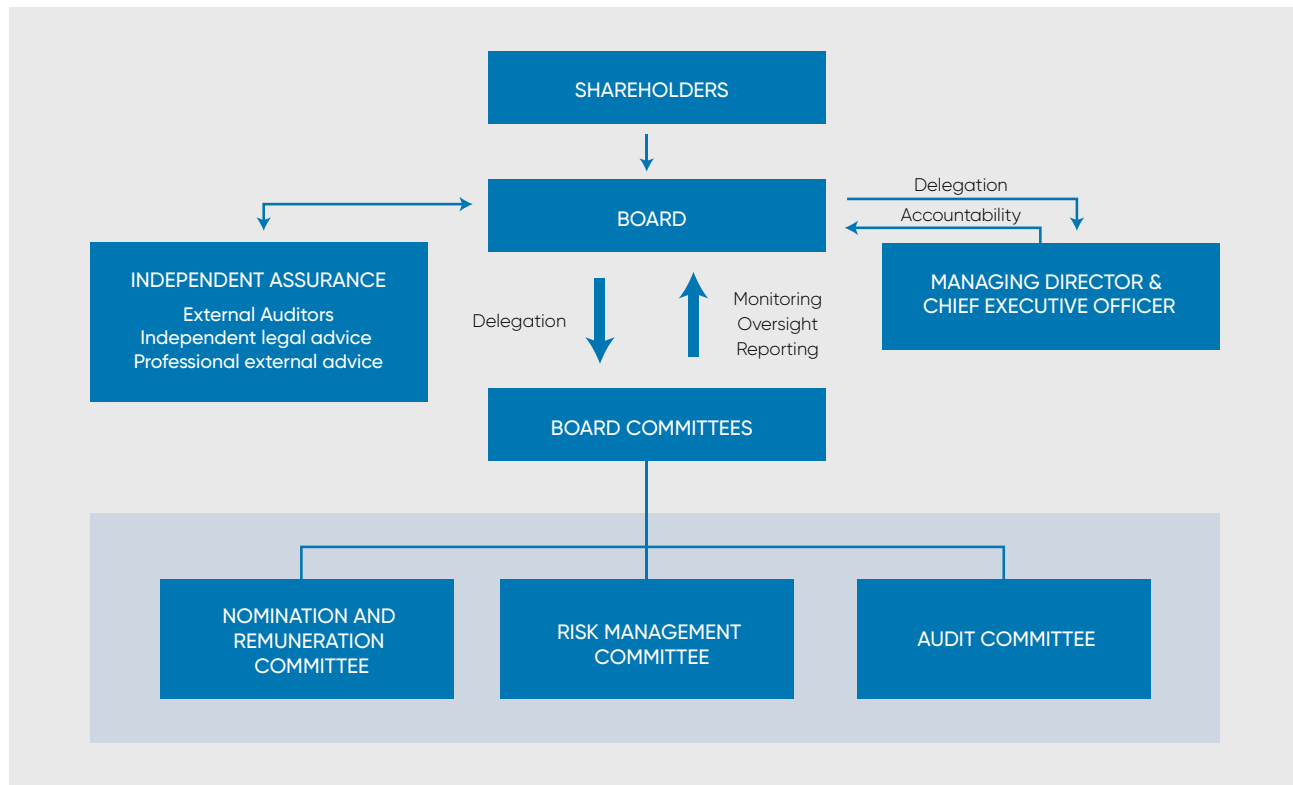 SHAREHOLDERS
BOARD
Delegation
Accountability
INDEPENDENT ASSURANCE
External Auditors
Independent legal advice
Professional external advice
Delegation
Monitoring
Oversight
Reporting
MANAGING DIRECTOR &
CHIEF EXECUTIVE OFFICER
BOARD COMMITTEES
NOMINATION AND
REMUNERATION
COMMITTEE
RISK MANAGEMENT
COMMITTEE
AUDIT COMMITTEE